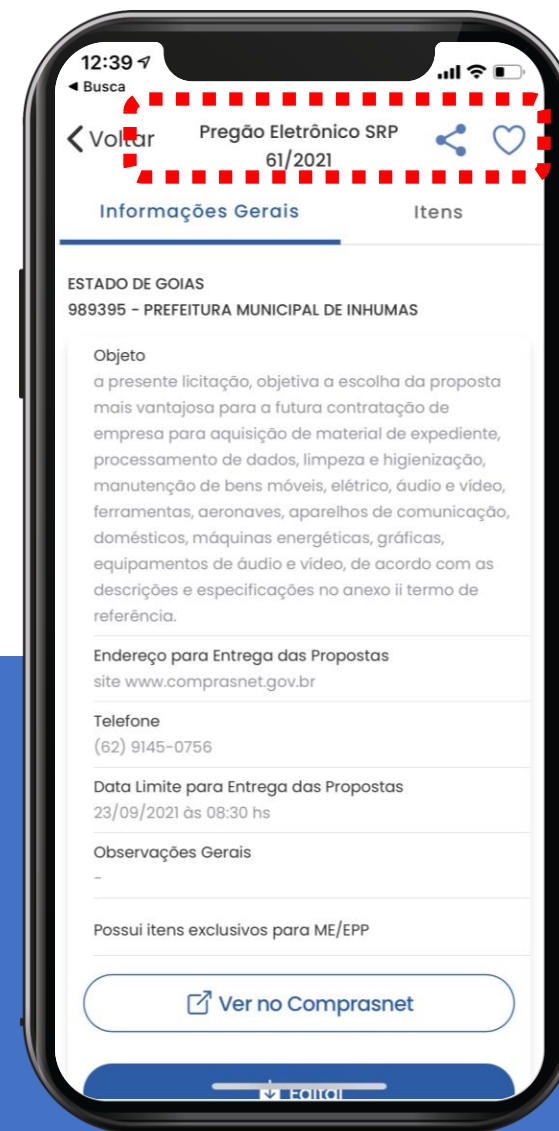 12:39
Busca
Voltar
Pregão Eletrônico SRP
61/2021
Informações Gerais
Itens
ESTADO DE GOIAS
989395 - PREFEITURA MUNICIPAL DE INHUMAS
Objeto
a presente licitação, objetiva a escolha da proposta
mais vantajosa para a futura contratação de
empresa para aquisição de material de expediente,
processamento de dados, limpeza e higienização,
manutenção de bens móveis, elétrico, áudio e vídeo,
ferramentas, aeronaves, aparelhos de comunicação,
domésticos, máquinas energéticas, gráficas,
equipamentos de áudio e vídeo, de acordo com as
descrições e especificações no anexo ii termo de
referência.
Endereço para Entrega das Propostas
site www.comprasnet.gov.br
Telefone
(62) 9145-0756
Data Limite para Entrega das Propostas
23/09/2021 às 08:30 hs
Observações Gerais
-
Possui itens exclusivos para ME/EPP
Ver no Comprasnet
Edital